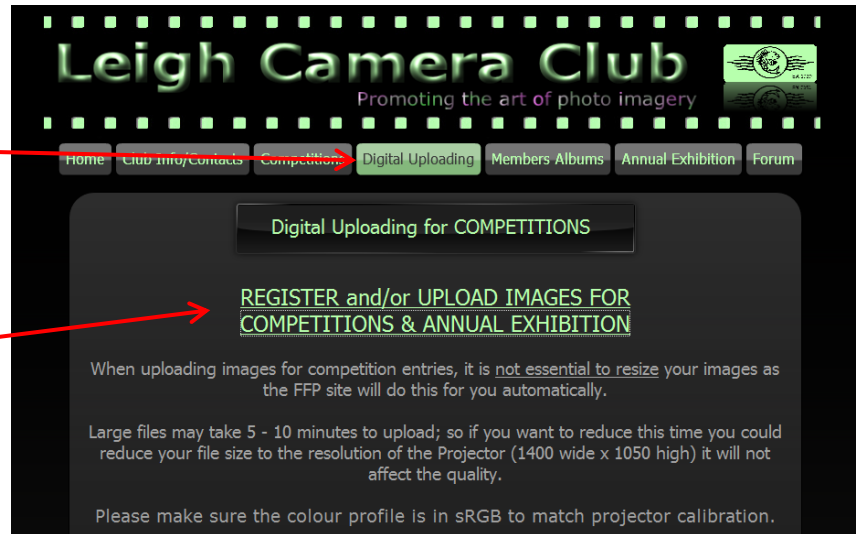 Leigh Camera Club
Promoting the art of photo imagery
Home Club Info/Contacts Competitions Digital Uploading Members Albums Annual Exhibition Forum
Digital Uploading for COMPETITIONS
REGISTER and/or UPLOAD IMAGES FOR
COMPETITIONS & ANNUAL EXHIBITION
When uploading images for competition entries, it is not essential to resize your images as
the FFP site will do this for you automatically.
Large files may take 5 - 10 minutes to upload; so if you want to reduce this time you could
reduce your file size to the resolution of the Projector (1400 wide x 1050 high) it will not
affect the quality.
Please make sure the colour profile is in sRGB to match projector calibration.